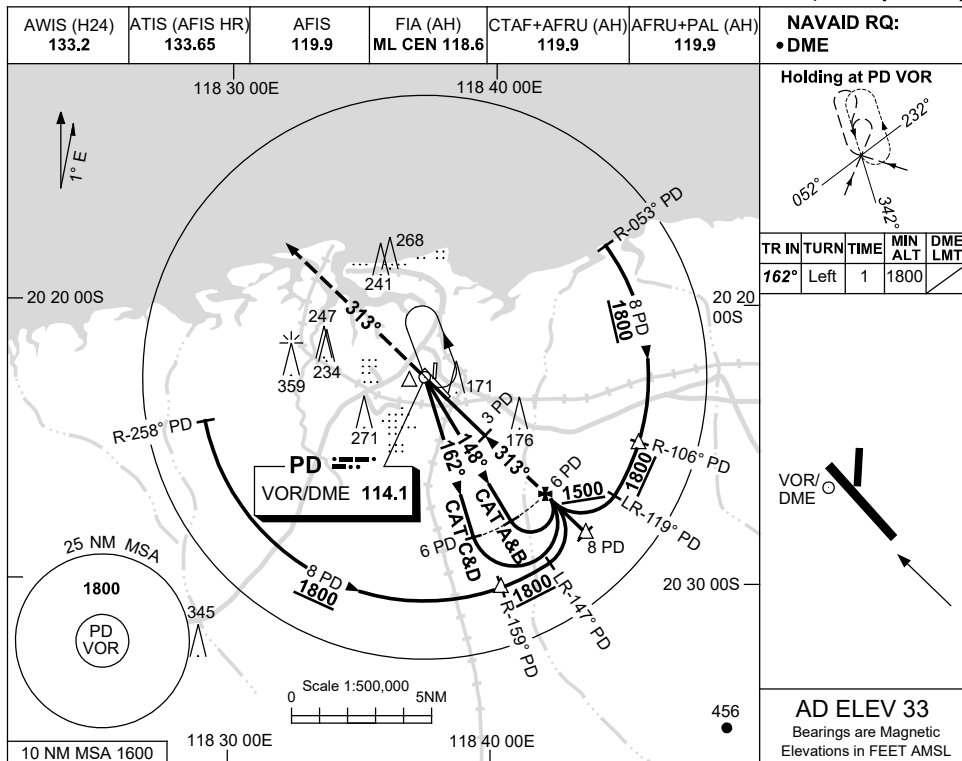 AWIS (H24)
133.2
ATIS (AFIS HR)
133.65
AFIS
119.9
FIA (AH)
ML CEN 118.6
CTAF+AFRU (AH)
119.9
AFRU+PAL (AH)
119.9
NAVAID RQ:
• DME
118 30 00E
118 40 00E
1° E
R-053° PD
268
241
313°
8 PD
1800
20 20 00S
20 20
00S
247
234
359
171
271
176
3 PD
R-258° PD
162°
148°
313°
6 PD
1500
R-106° PD
1800
LR-119° PD
PD
VOR/DME 114.1
CAT A&B
CAT C&D
6 PD
8 PD
8 PD
1800
1800
R-159° PD
LR-147° PD
20 30 00S
25 NM MSA
1800
PD
VOR
345
Scale 1:500,000
0
5NM
456
10 NM MSA 1600
118 30 00E
118 40 00E
Holding at PD VOR
232°
052°
342°
TR IN TURN TIME MIN ALT DME LMT
162° Left 1 1800
VOR/
DME
AD ELEV 33
Bearings are Magnetic
Elevations in FEET AMSL